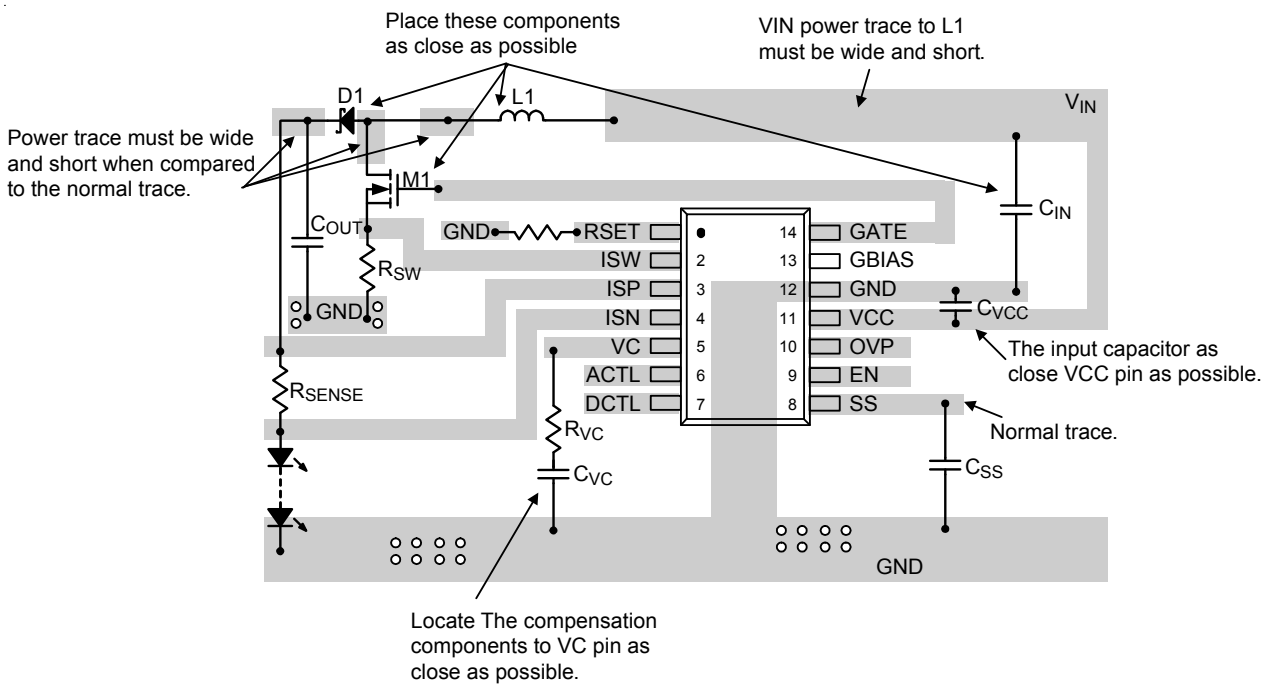 Place these components
as close as possible
VIN power trace to L1
must be wide and short.
D1
L1
VIN
Power trace must be wide
and short when compared
to the normal trace.
M1
CIN
COUT
GND
RSET
14
GATE
RSW
ISW
2
13
GBIAS
ISP
3
12
GND
CVCC
GND
ISN
4
11
VCC
VC
5
10
OVP
The input capacitor as
close VCC pin as possible.
ACTL
6
9
EN
RSENSE
DCTL
7
8
SS
Normal trace.
RVC
CVC
CSS
GND
Locate The compensation
components to VC pin as
close as possible.